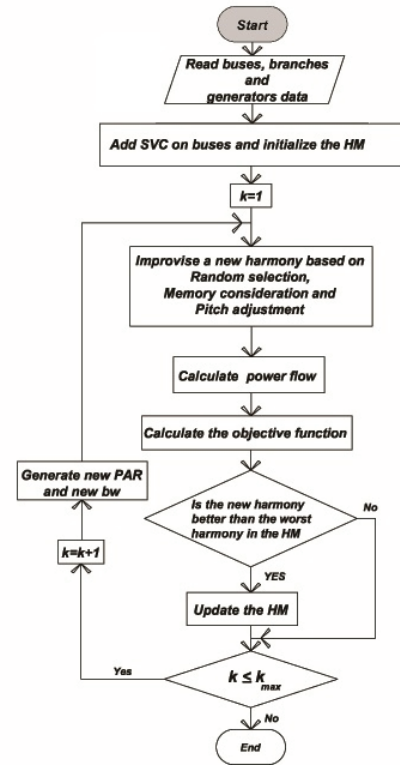 Start
Read buses, branches
and
generators data
Add SVC on buses and initialize the HM
k=1
Improvise a new harmony based on
Random selection,
Memory consideration and
Pitch adjustment
Calculate power flow
Calculate the objective function
Generate new PAR
and new bw
Is the new harmony
better than the worst
harmony in the HM
No
k=k+1
YES
Update the HM
Yes
k ≤ kmax
No
End